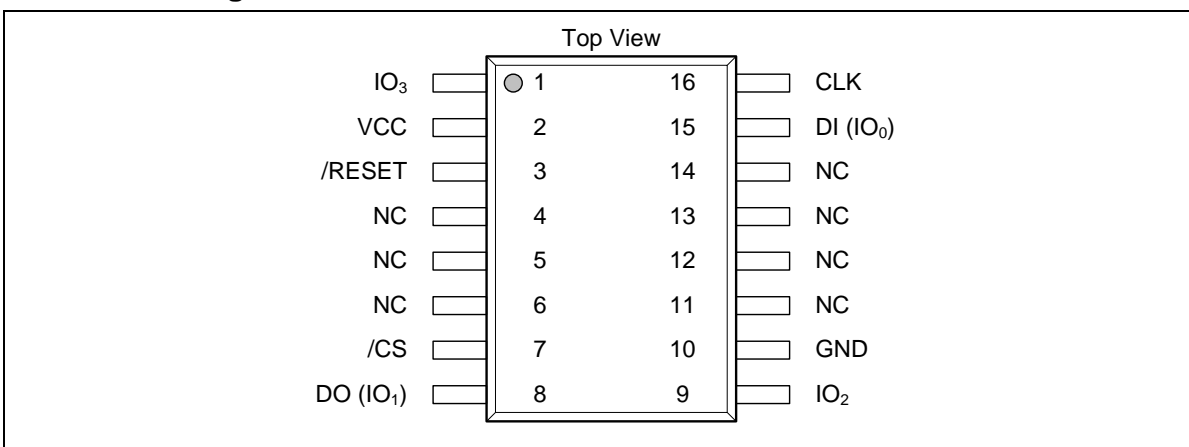 Top View
IO₃ 1 16 CLK
VCC 2 15 DI (IO₀)
/RESET 3 14 NC
NC 4 13 NC
NC 5 12 NC
NC 6 11 NC
/CS 7 10 GND
DO (IO₁) 8 9 IO₂